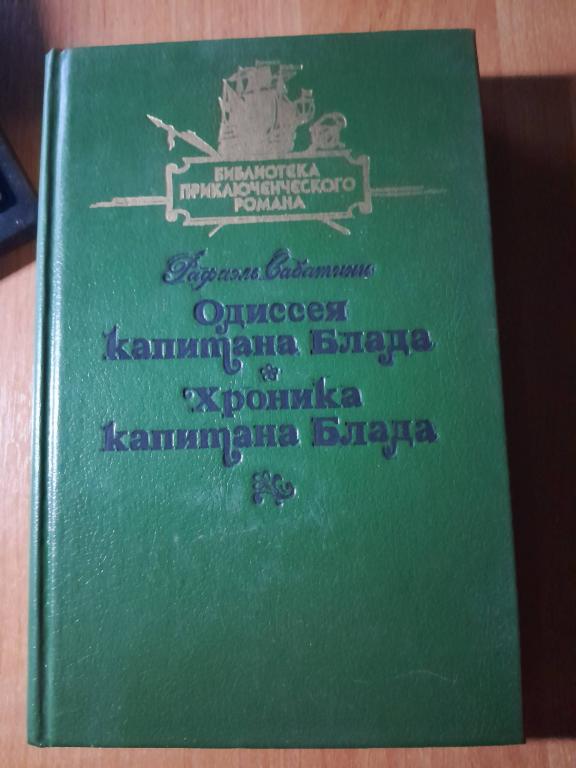 БИБЛИОТЕКА
ПРИКЛЮЧЕНЧЕСКОГО
РОМАНА
Рафаэль Сабатини
Одиссея
капитана Блада
Хроника
капитана Блада